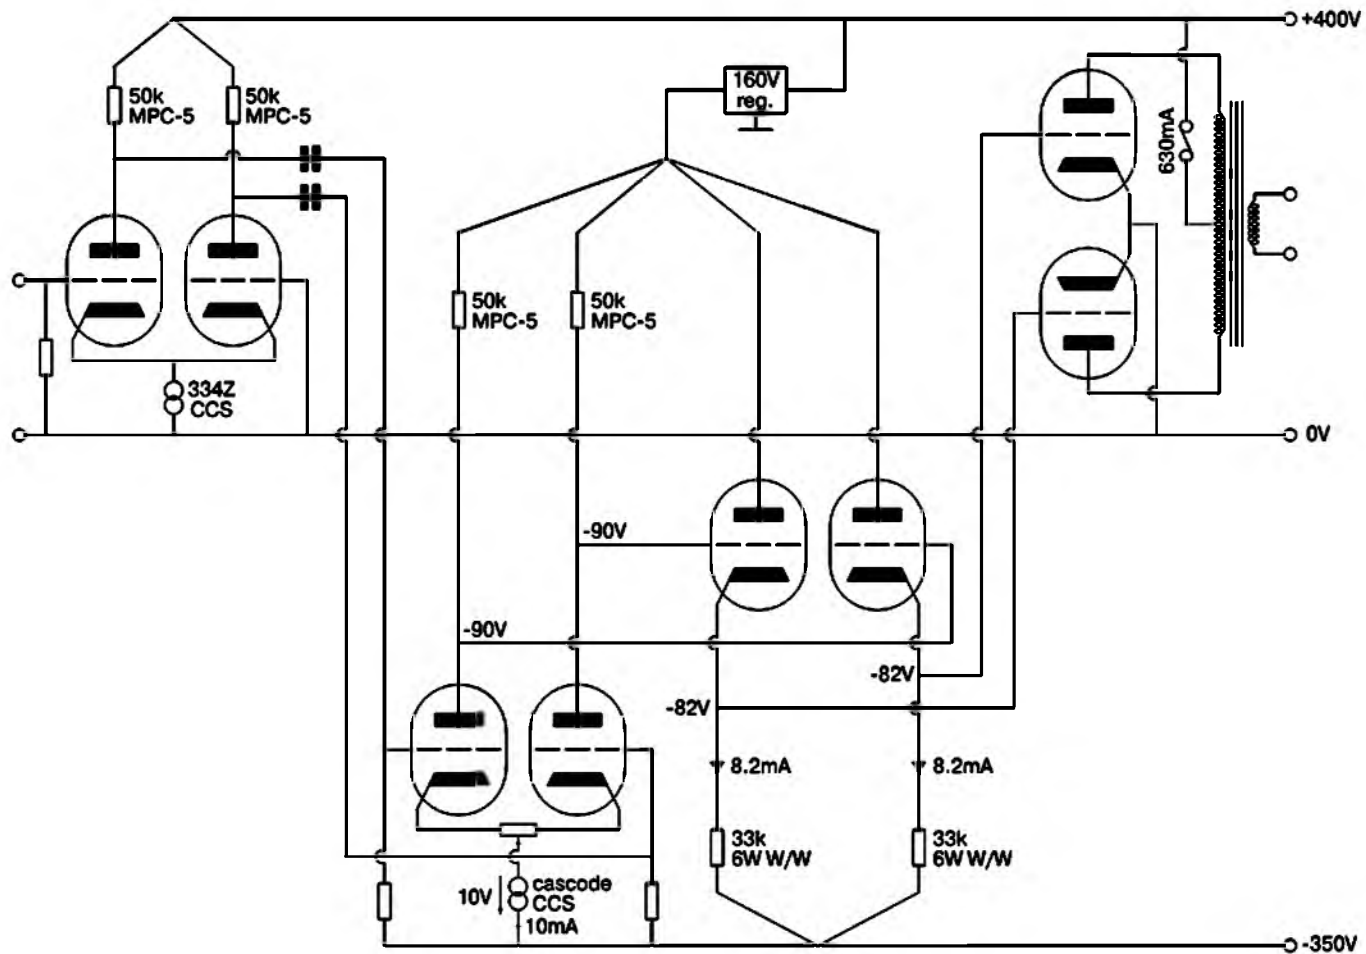 +400V
160V
reg.
50k
MPC-5
50k
MPC-5
630mA
50k
MPC-5
50k
MPC-5
334Z
CCS
0V
-90V
-90V
-82V
-82V
8.2mA
8.2mA
33k
6W W/W
33k
6W W/W
10V
cascode
CCS
10mA
-350V